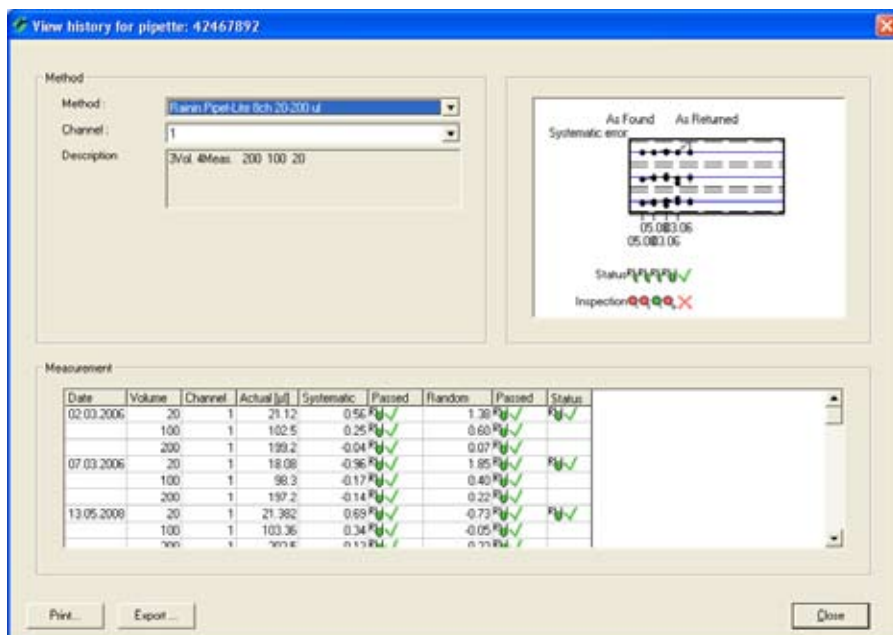 View history for pipette: 42467892
Method
Method :
Rainin Pipet-Lite 8ch 20-200 ul
Channel :
1
Description
3Vol. 4Meas. 200 100 20
As Found As Returned
Systematic error
Status
Inspection
Measurement
Date Volume Channel Actual [µl] Systematic Passed Random Passed Status
02.03.2006 20 1 21.12 0.56 1.38
100 1 102.5 0.25 0.60
200 1 199.2 -0.04 0.07
07.03.2006 20 1 18.08 -0.96 1.85
100 1 98.3 -0.17 0.40
200 1 197.2 -0.14 0.22
13.05.2008 20 1 21.382 0.69 -0.73
100 1 103.36 0.34 -0.05
200 1
Print... Export ... Close